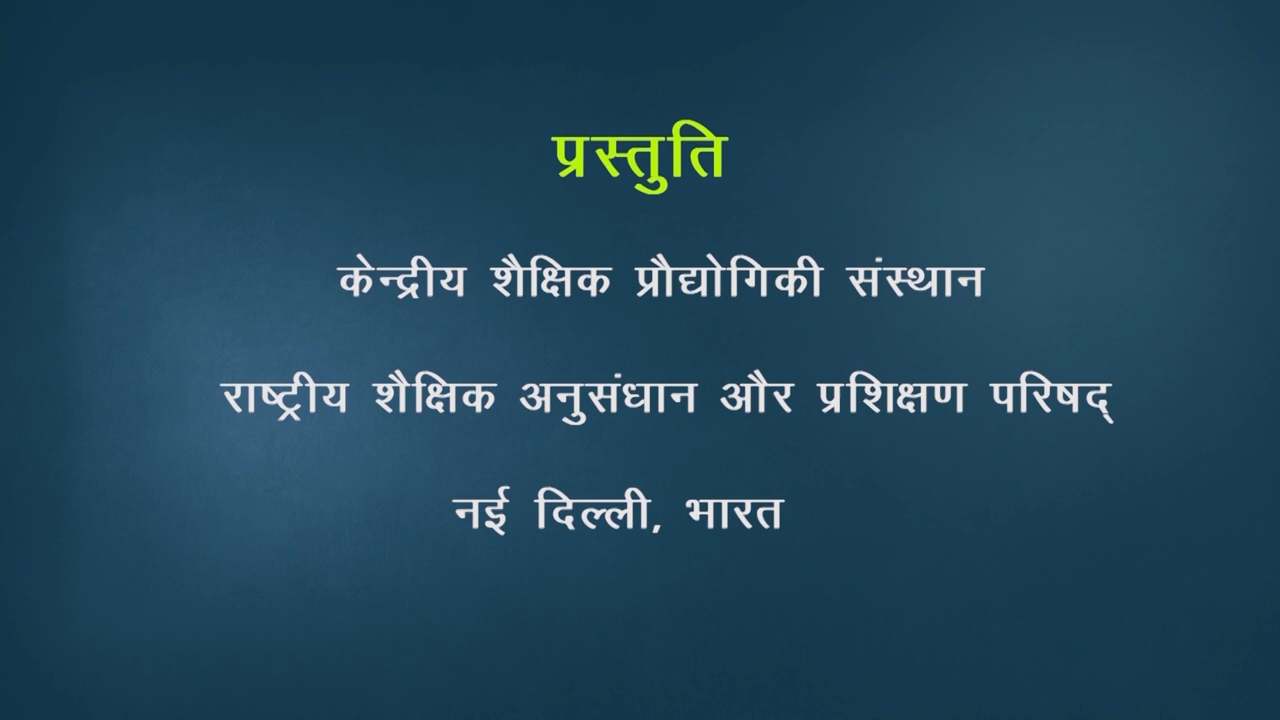 प्रस्तुति
केन्द्रीय शैक्षिक प्रौद्योगिकी संस्थान
राष्ट्रीय शैक्षिक अनुसंधान और प्रशिक्षण परिषद्
नई दिल्ली, भारत